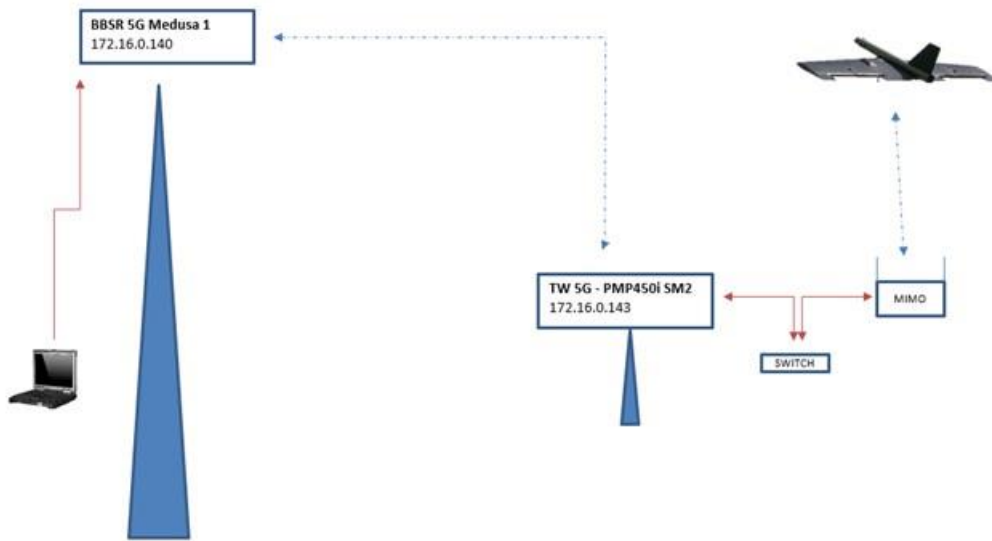 BBSR 5G Medusa 1
172.16.0.140
TW 5G - PMP450i SM2
172.16.0.143
MIMO
SWITCH